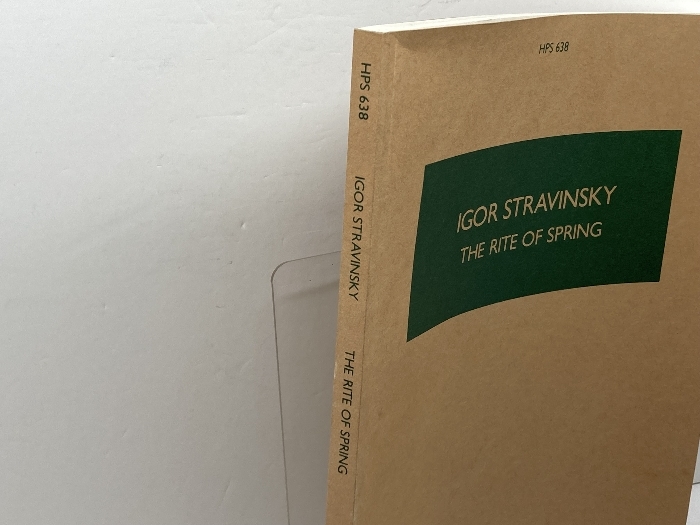 HPS 638
IGOR STRAVINSKY
THE RITE OF SPRING
HPS 638
IGOR STRAVINSKY
THE RITE OF SPRING